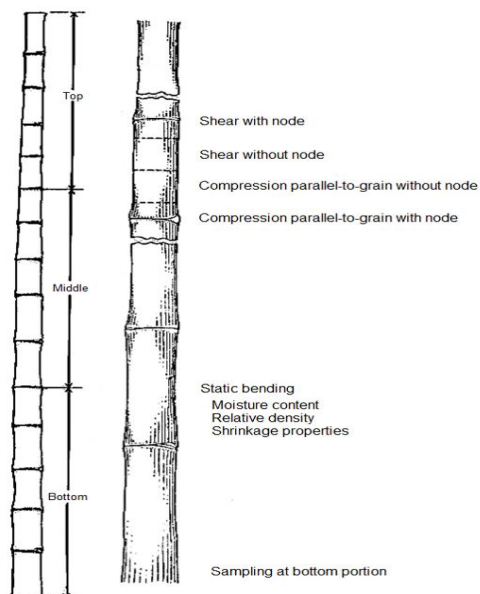 Top
Middle
Bottom
Shear with node
Shear without node
Compression parallel-to-grain without node
Compression parallel-to-grain with node
Static bending
Moisture content
Relative density
Shrinkage properties
Sampling at bottom portion